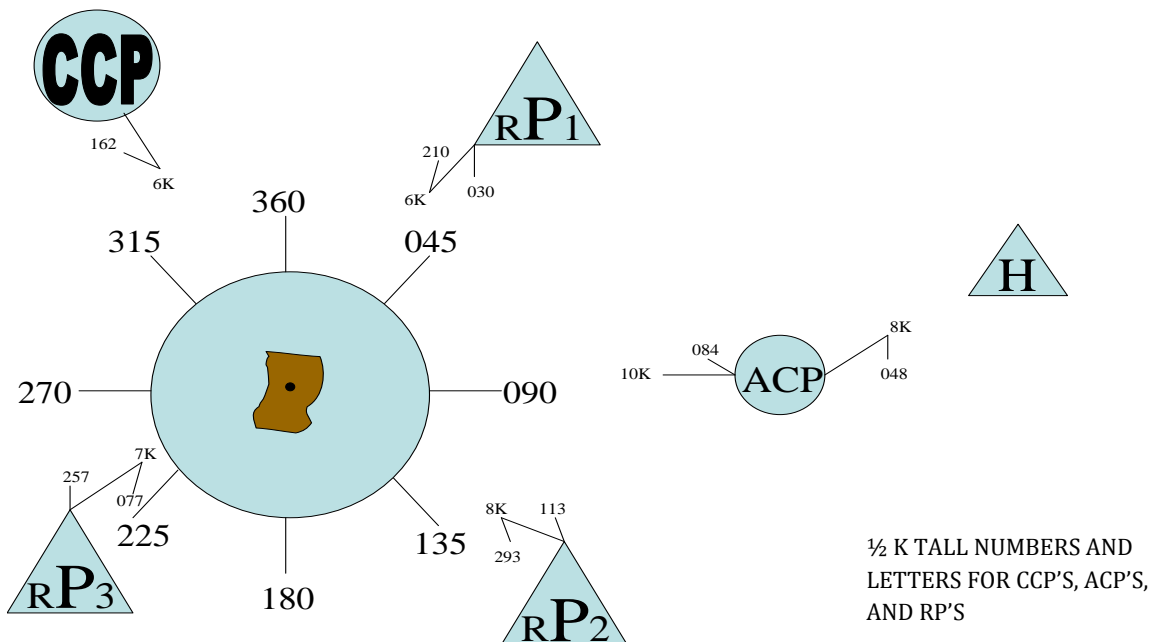 CCP
162
6K
RP1
210
6K
030
360
315
045
H
8K
084
10K
ACP
048
270
090
7K
257
077
225
RP3
8K
113
293
135
RP2
180
½ K TALL NUMBERS AND
LETTERS FOR CCP’S, ACP’S,
AND RP’S